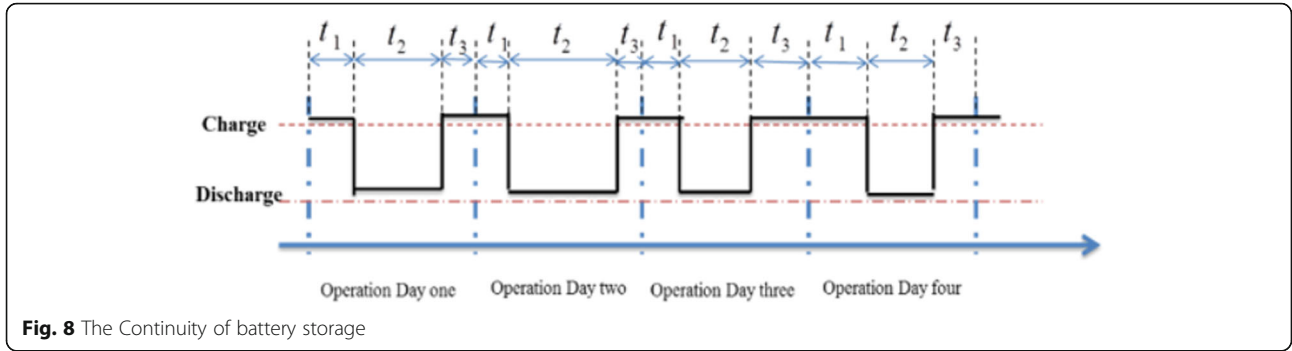 t1 t2 t3 t1 t2 t3 t1 t2 t3 t1 t2 t3
Charge
Discharge
Operation Day one Operation Day two Operation Day three Operation Day four
Fig. 8 The Continuity of battery storage